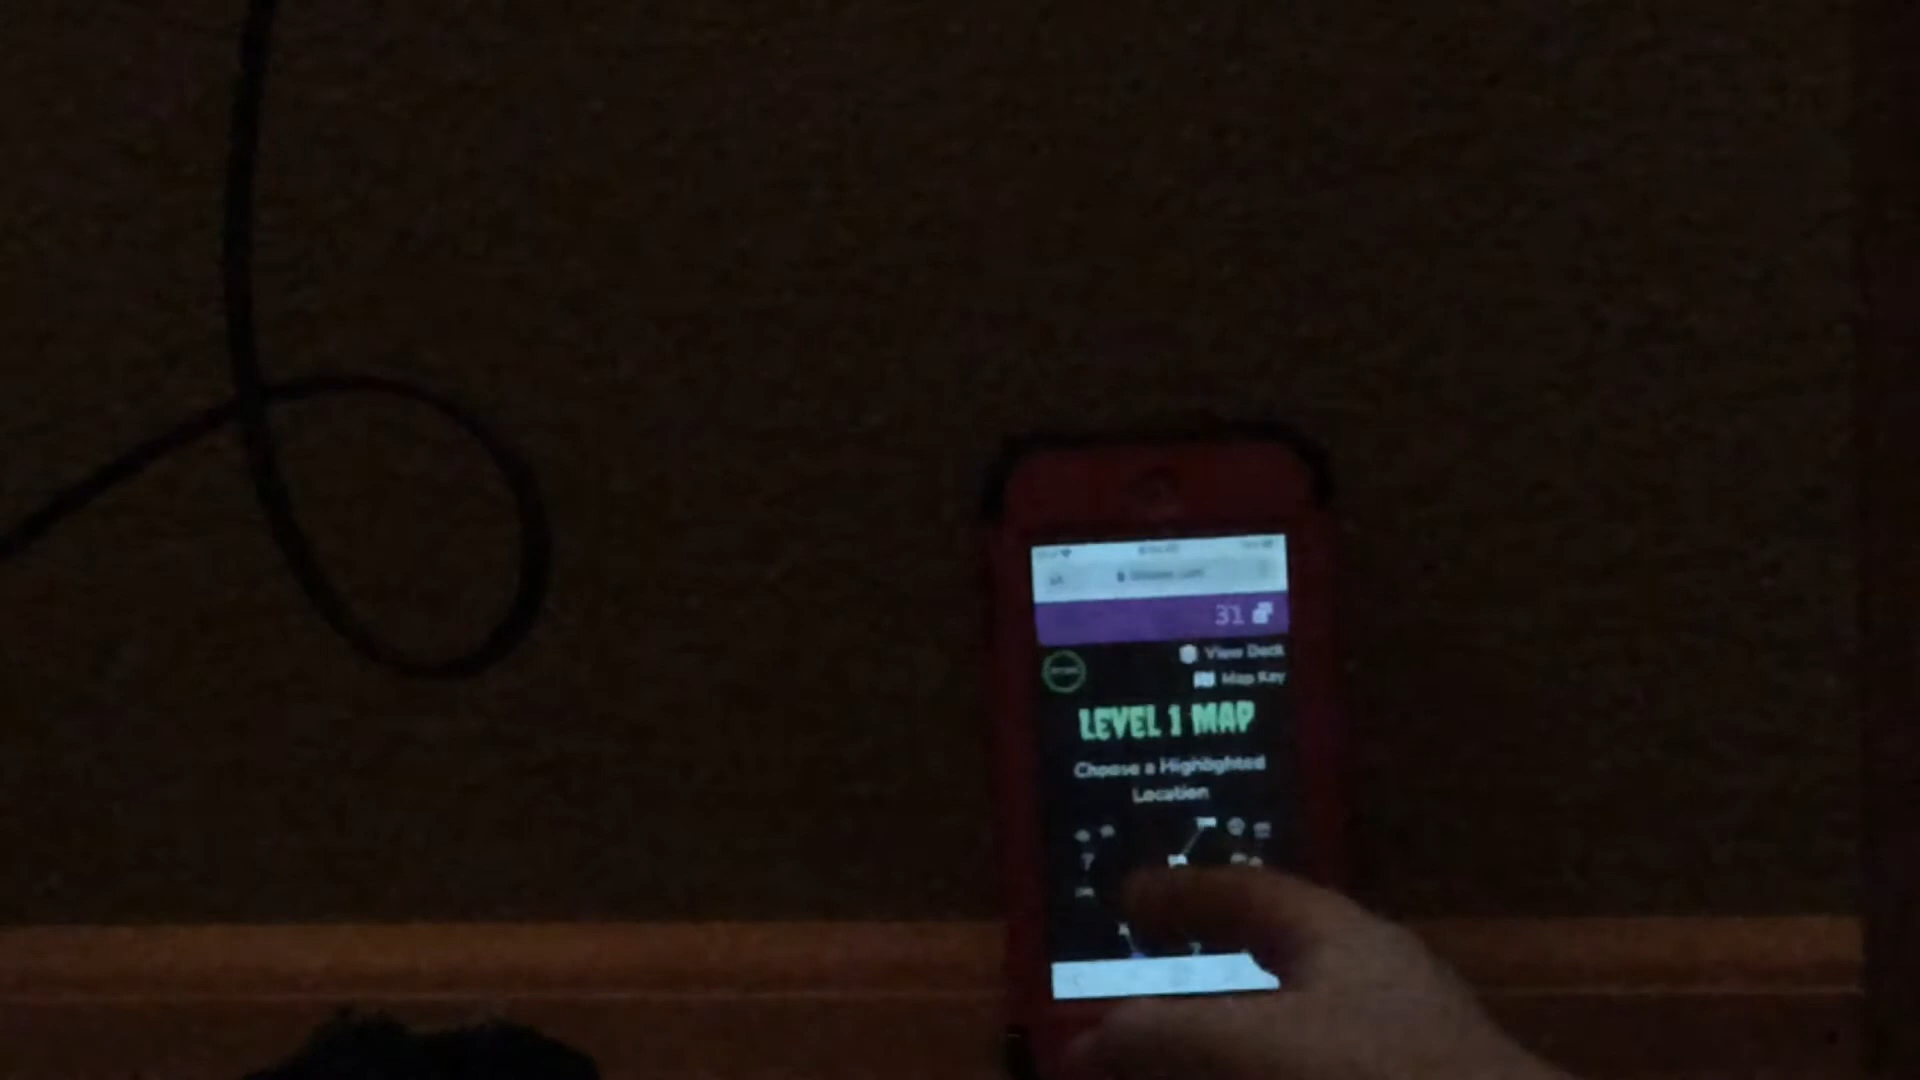 31
View Deck
Map Key
LEVEL 1 MAP
Choose a Highlighted
Location
?
?